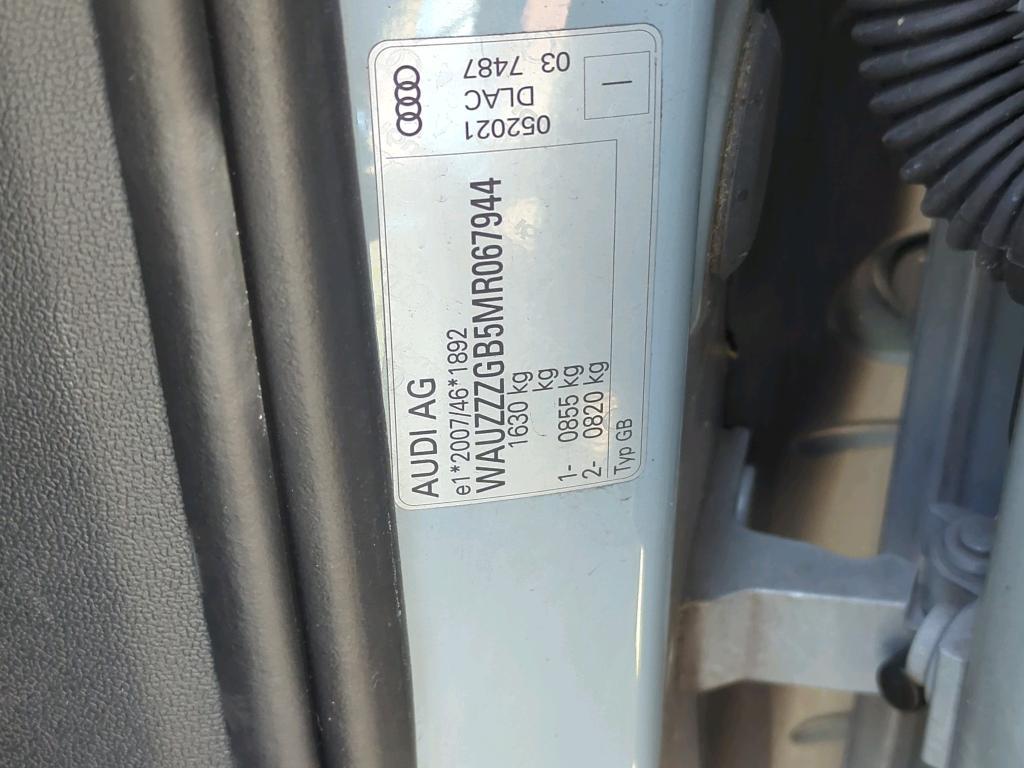 AUDI AG
e1*2007/46*1892
WAUZZZGB5MR067944
1630 kg
kg
1- 0855 kg
2- 0820 kg
Typ GB
052021
DLAC
7487
03
I